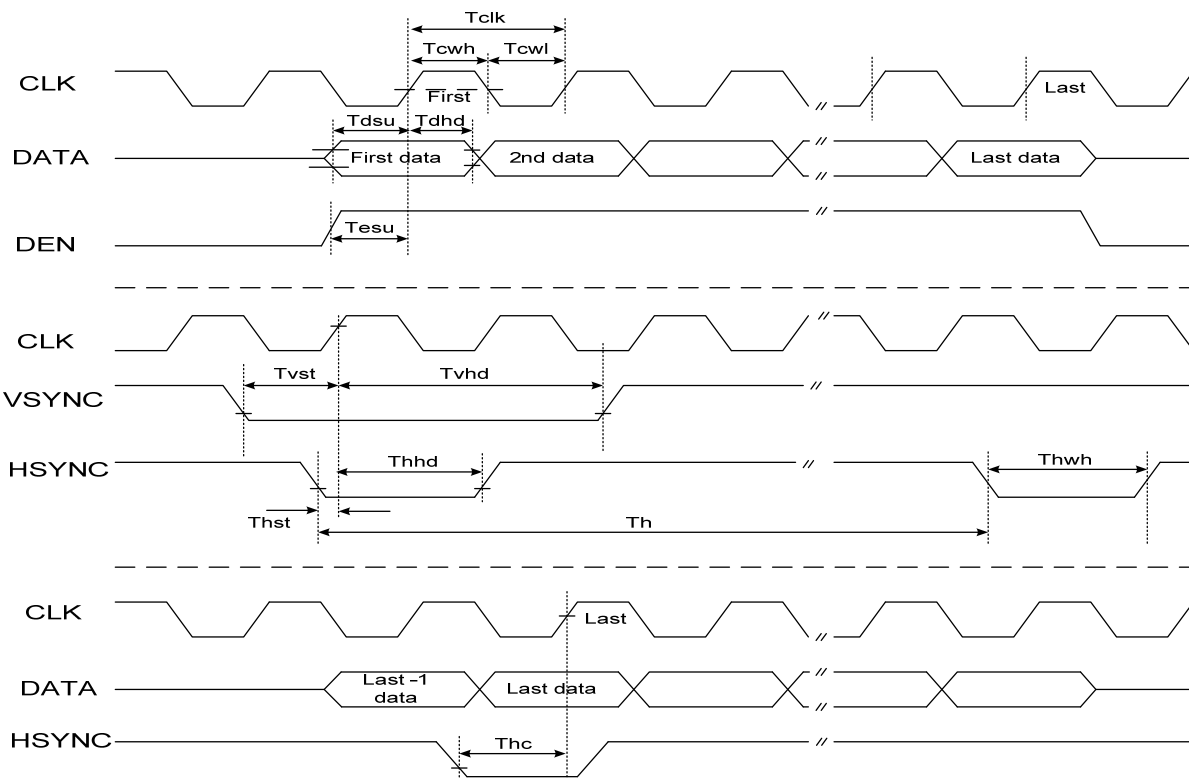 Tclk
Tcwh Tcwl
CLK
First
Last
Tdsu Tdhd
DATA
First data
2nd data
Last data
DEN
Tesu
CLK
Tvst Tvhd
VSYNC
HSYNC
Thhd
Thwh
Thst
Th
CLK
Last
DATA
Last -1
data
Last data
HSYNC
Thc